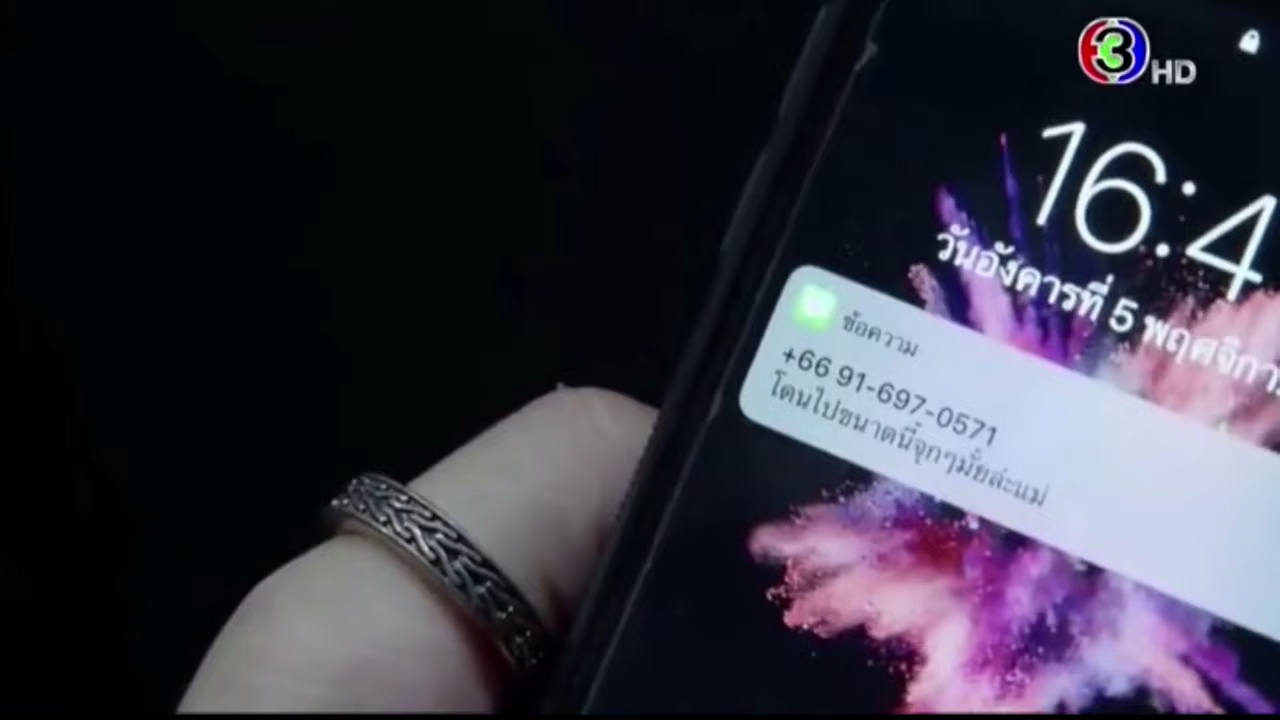 3 HD
16:4
วันอังคารที่ 5 พฤศจิกา
ข้อความ
+66 91-697-0571
โดนไปขนาดนี้จุกๆมั้ยล่ะแม่